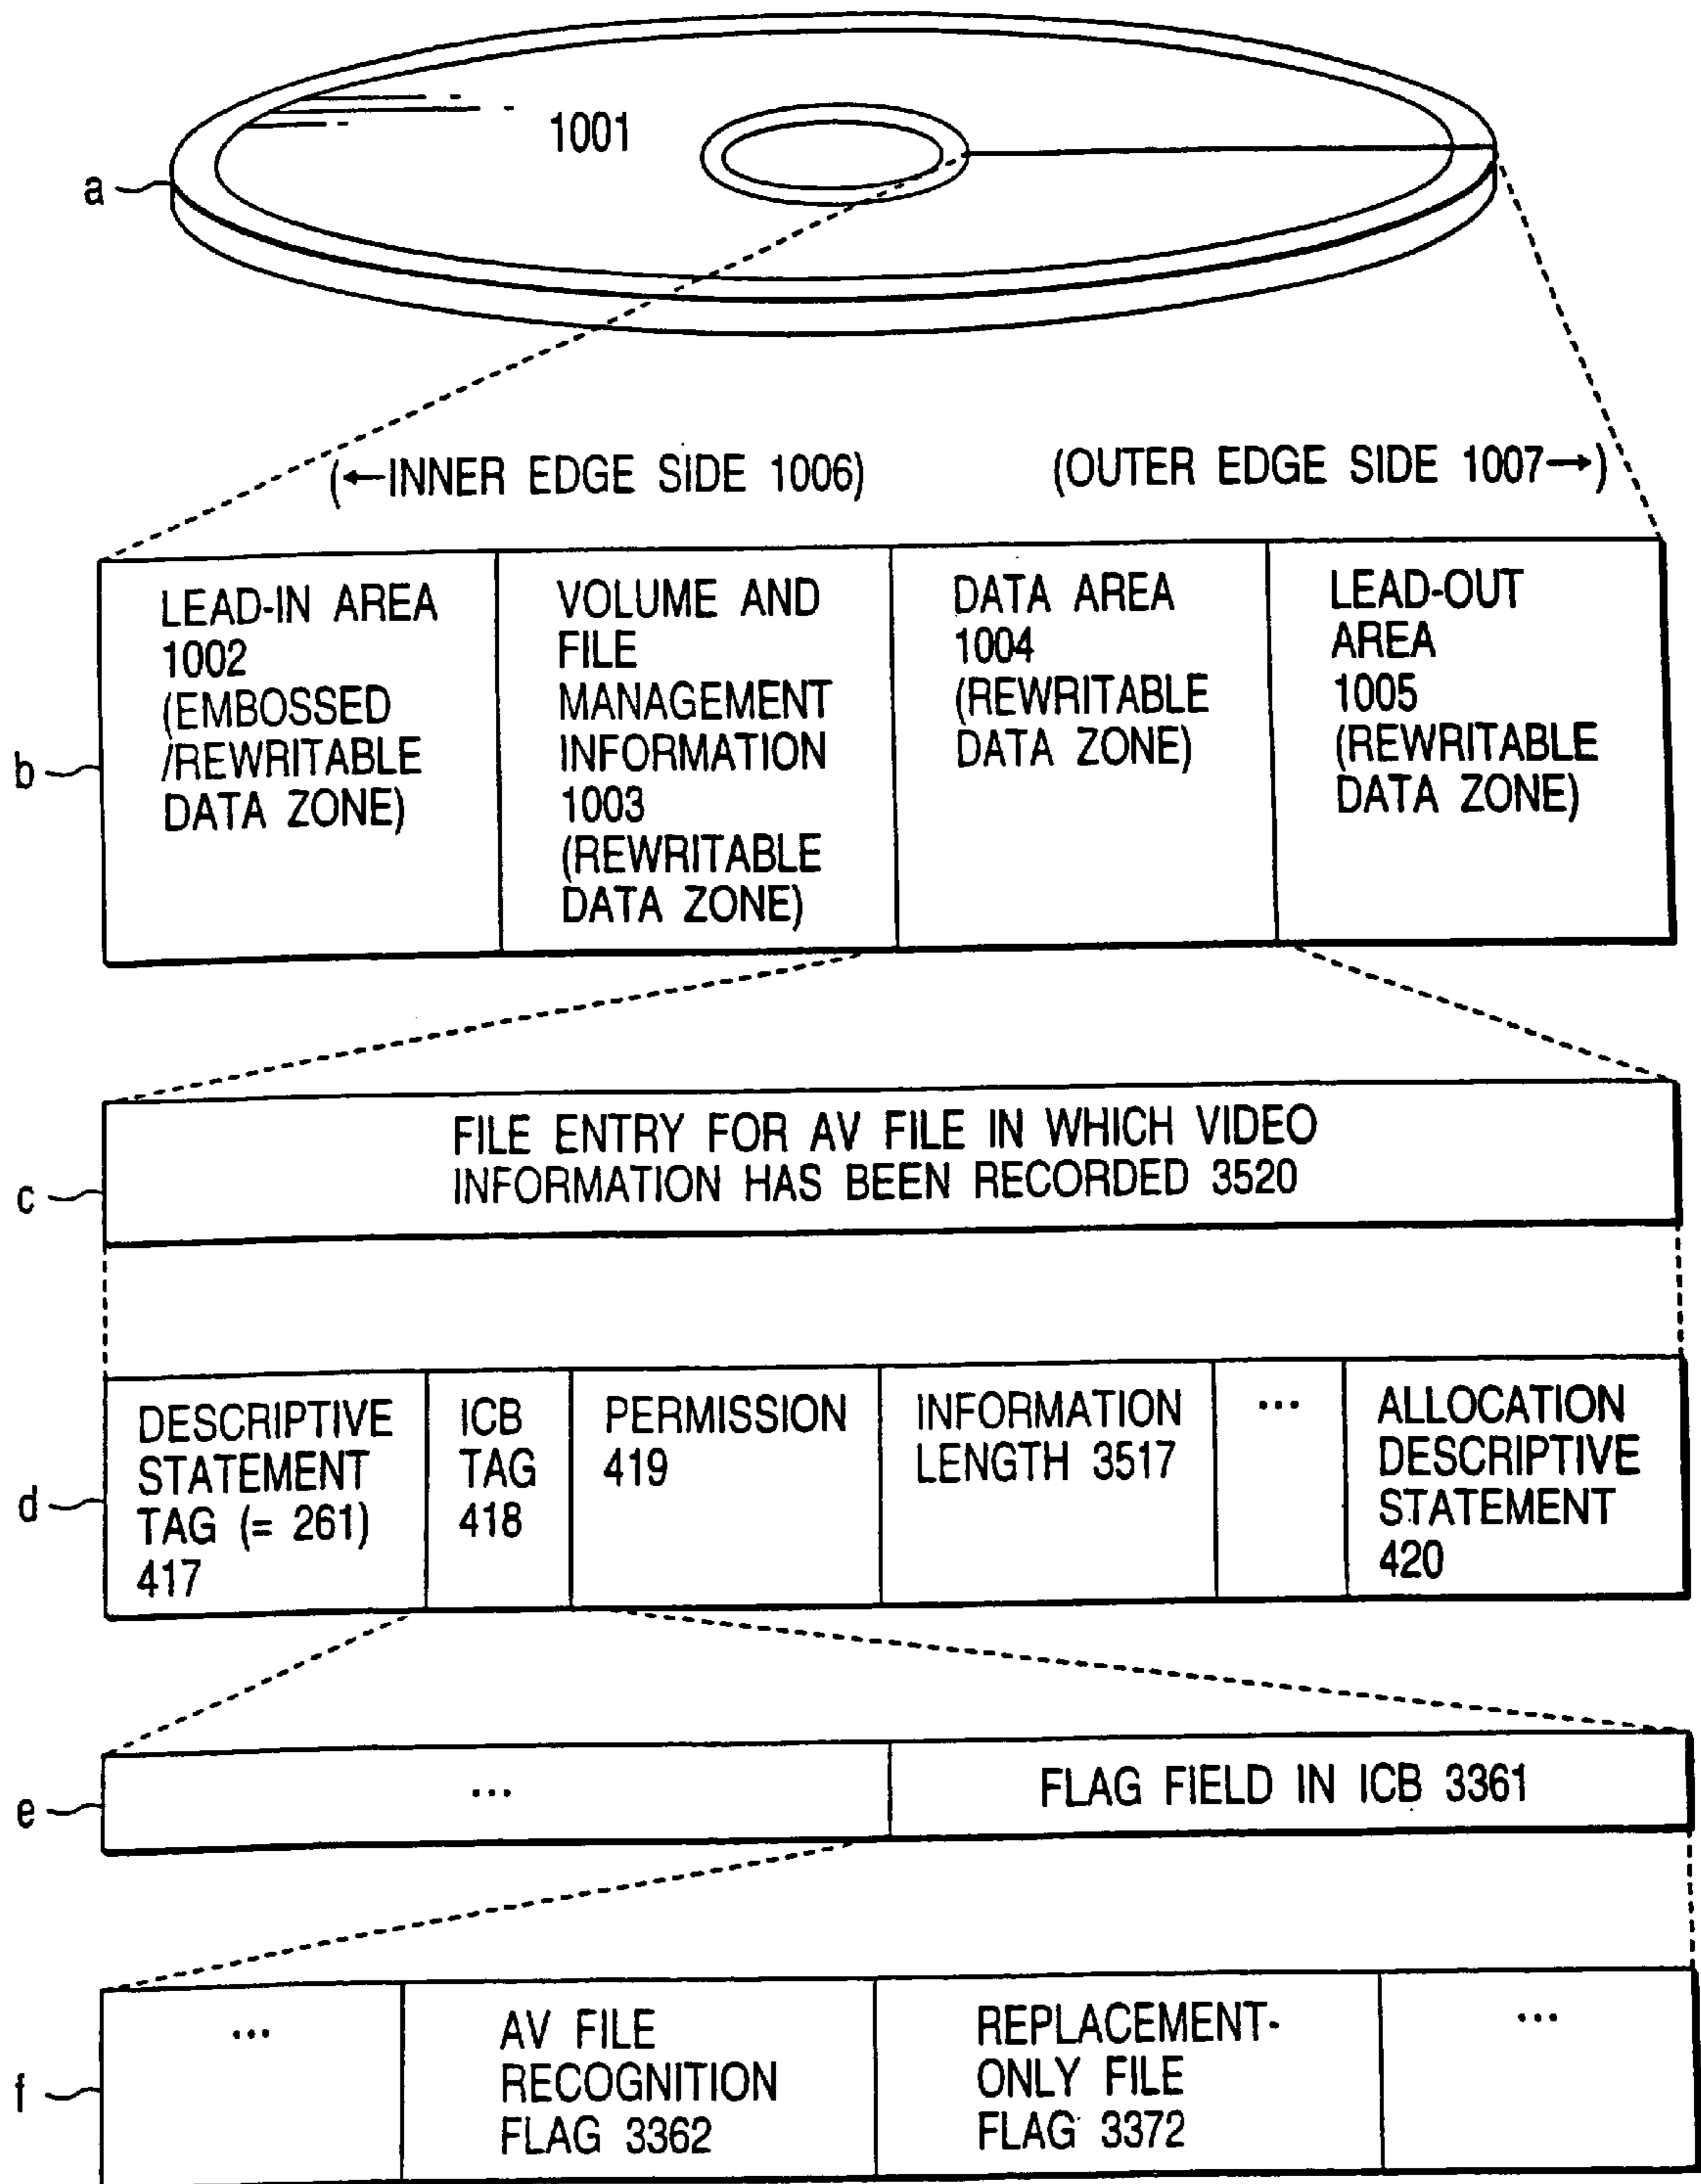 1001
a
(←INNER EDGE SIDE 1006)
(OUTER EDGE SIDE 1007→)
b
LEAD-IN AREA
1002
(EMBOSSED
/REWRITABLE
DATA ZONE)
VOLUME AND
FILE
MANAGEMENT
INFORMATION
1003
(REWRITABLE
DATA ZONE)
DATA AREA
1004
(REWRITABLE
DATA ZONE)
LEAD-OUT
AREA
1005
(REWRITABLE
DATA ZONE)
c
FILE ENTRY FOR AV FILE IN WHICH VIDEO
INFORMATION HAS BEEN RECORDED 3520
d
DESCRIPTIVE
STATEMENT
TAG (= 261)
417
ICB
TAG
418
PERMISSION
419
INFORMATION
LENGTH 3517
...
ALLOCATION
DESCRIPTIVE
STATEMENT
420
e
...
FLAG FIELD IN ICB 3361
f
...
AV FILE
RECOGNITION
FLAG 3362
REPLACEMENT-
ONLY FILE
FLAG 3372
...